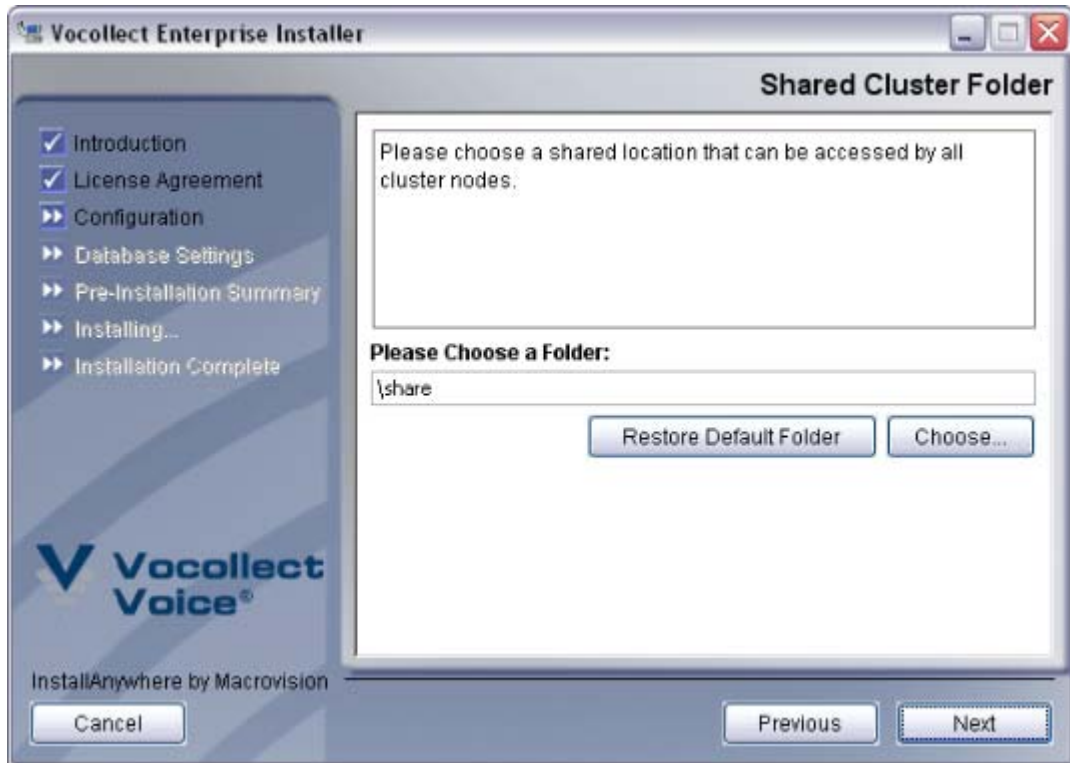 Vocollect Enterprise Installer
Shared Cluster Folder
Introduction
License Agreement
Configuration
Database Settings
Pre-Installation Summary
Installing...
Installation Complete
Please choose a shared location that can be accessed by all
cluster nodes.
Please Choose a Folder:
\share
Restore Default Folder
Choose...
Vocollect
Voice®
InstallAnywhere by Macrovision
Cancel
Previous
Next